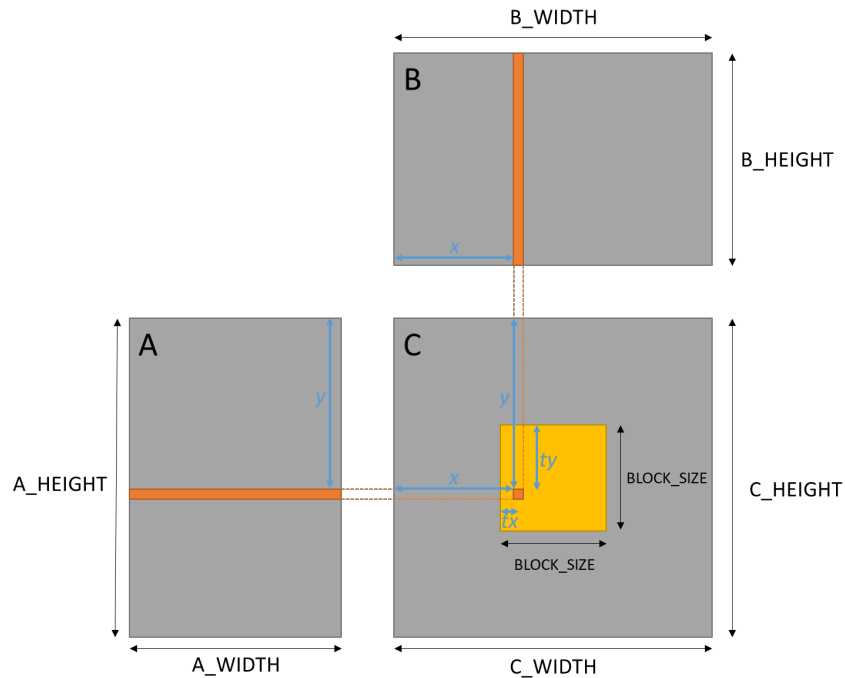 B_WIDTH
B
B_HEIGHT
x
A
C
y
y
A_HEIGHT
x
ty
BLOCK_SIZE
C_HEIGHT
tx
BLOCK_SIZE
A_WIDTH
C_WIDTH